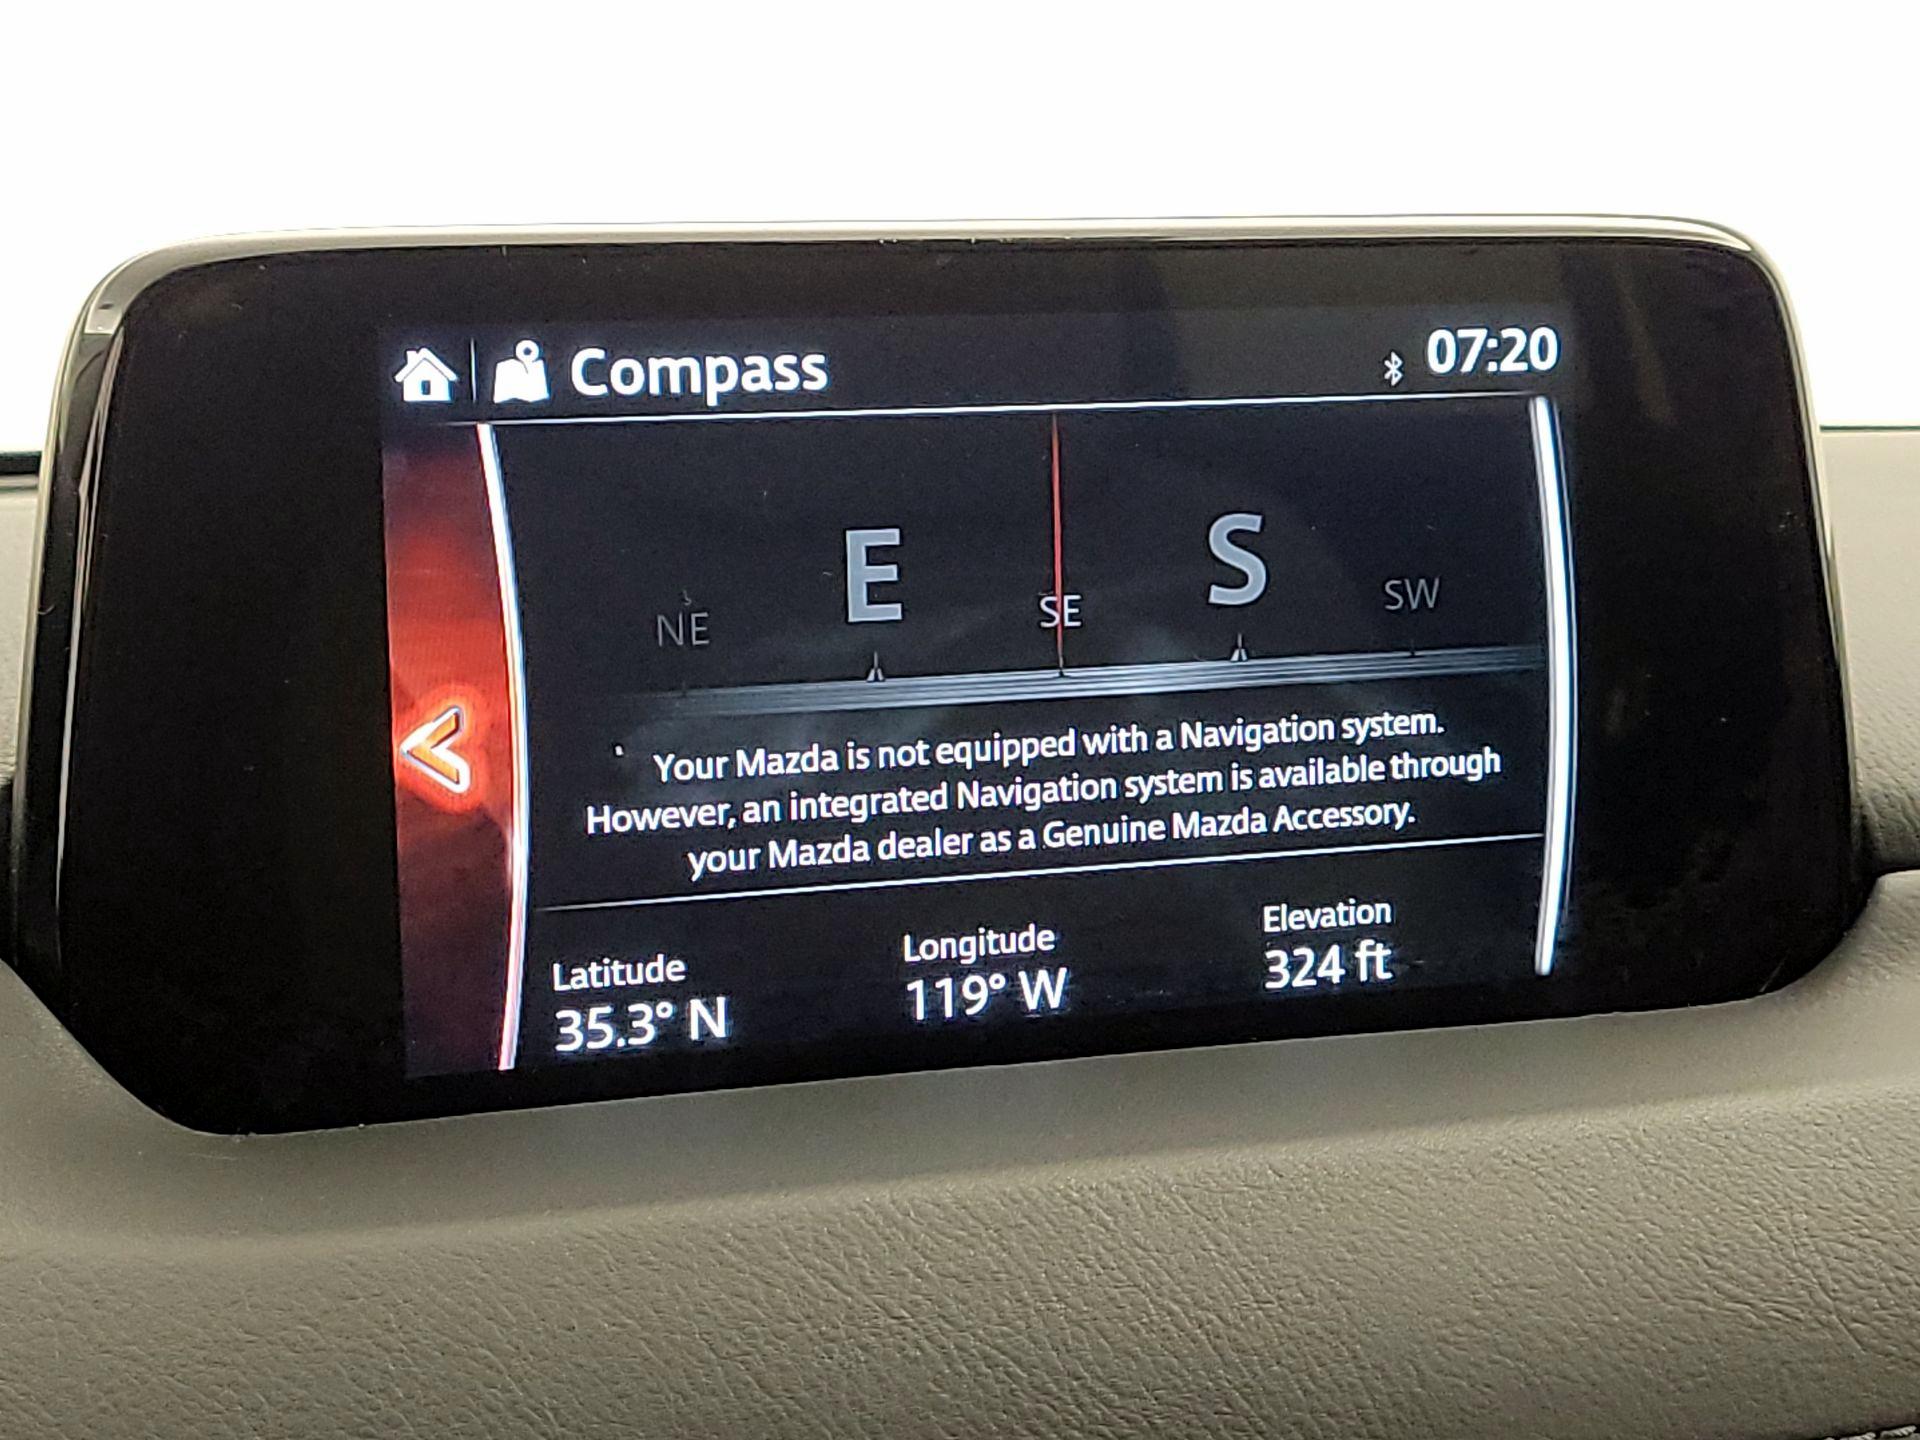 Compass
07:20
NE E SE S SW
Your Mazda is not equipped with a Navigation system.
However, an integrated Navigation system is available through
your Mazda dealer as a Genuine Mazda Accessory.
Latitude Longitude Elevation
35.3° N 119° W 324 ft